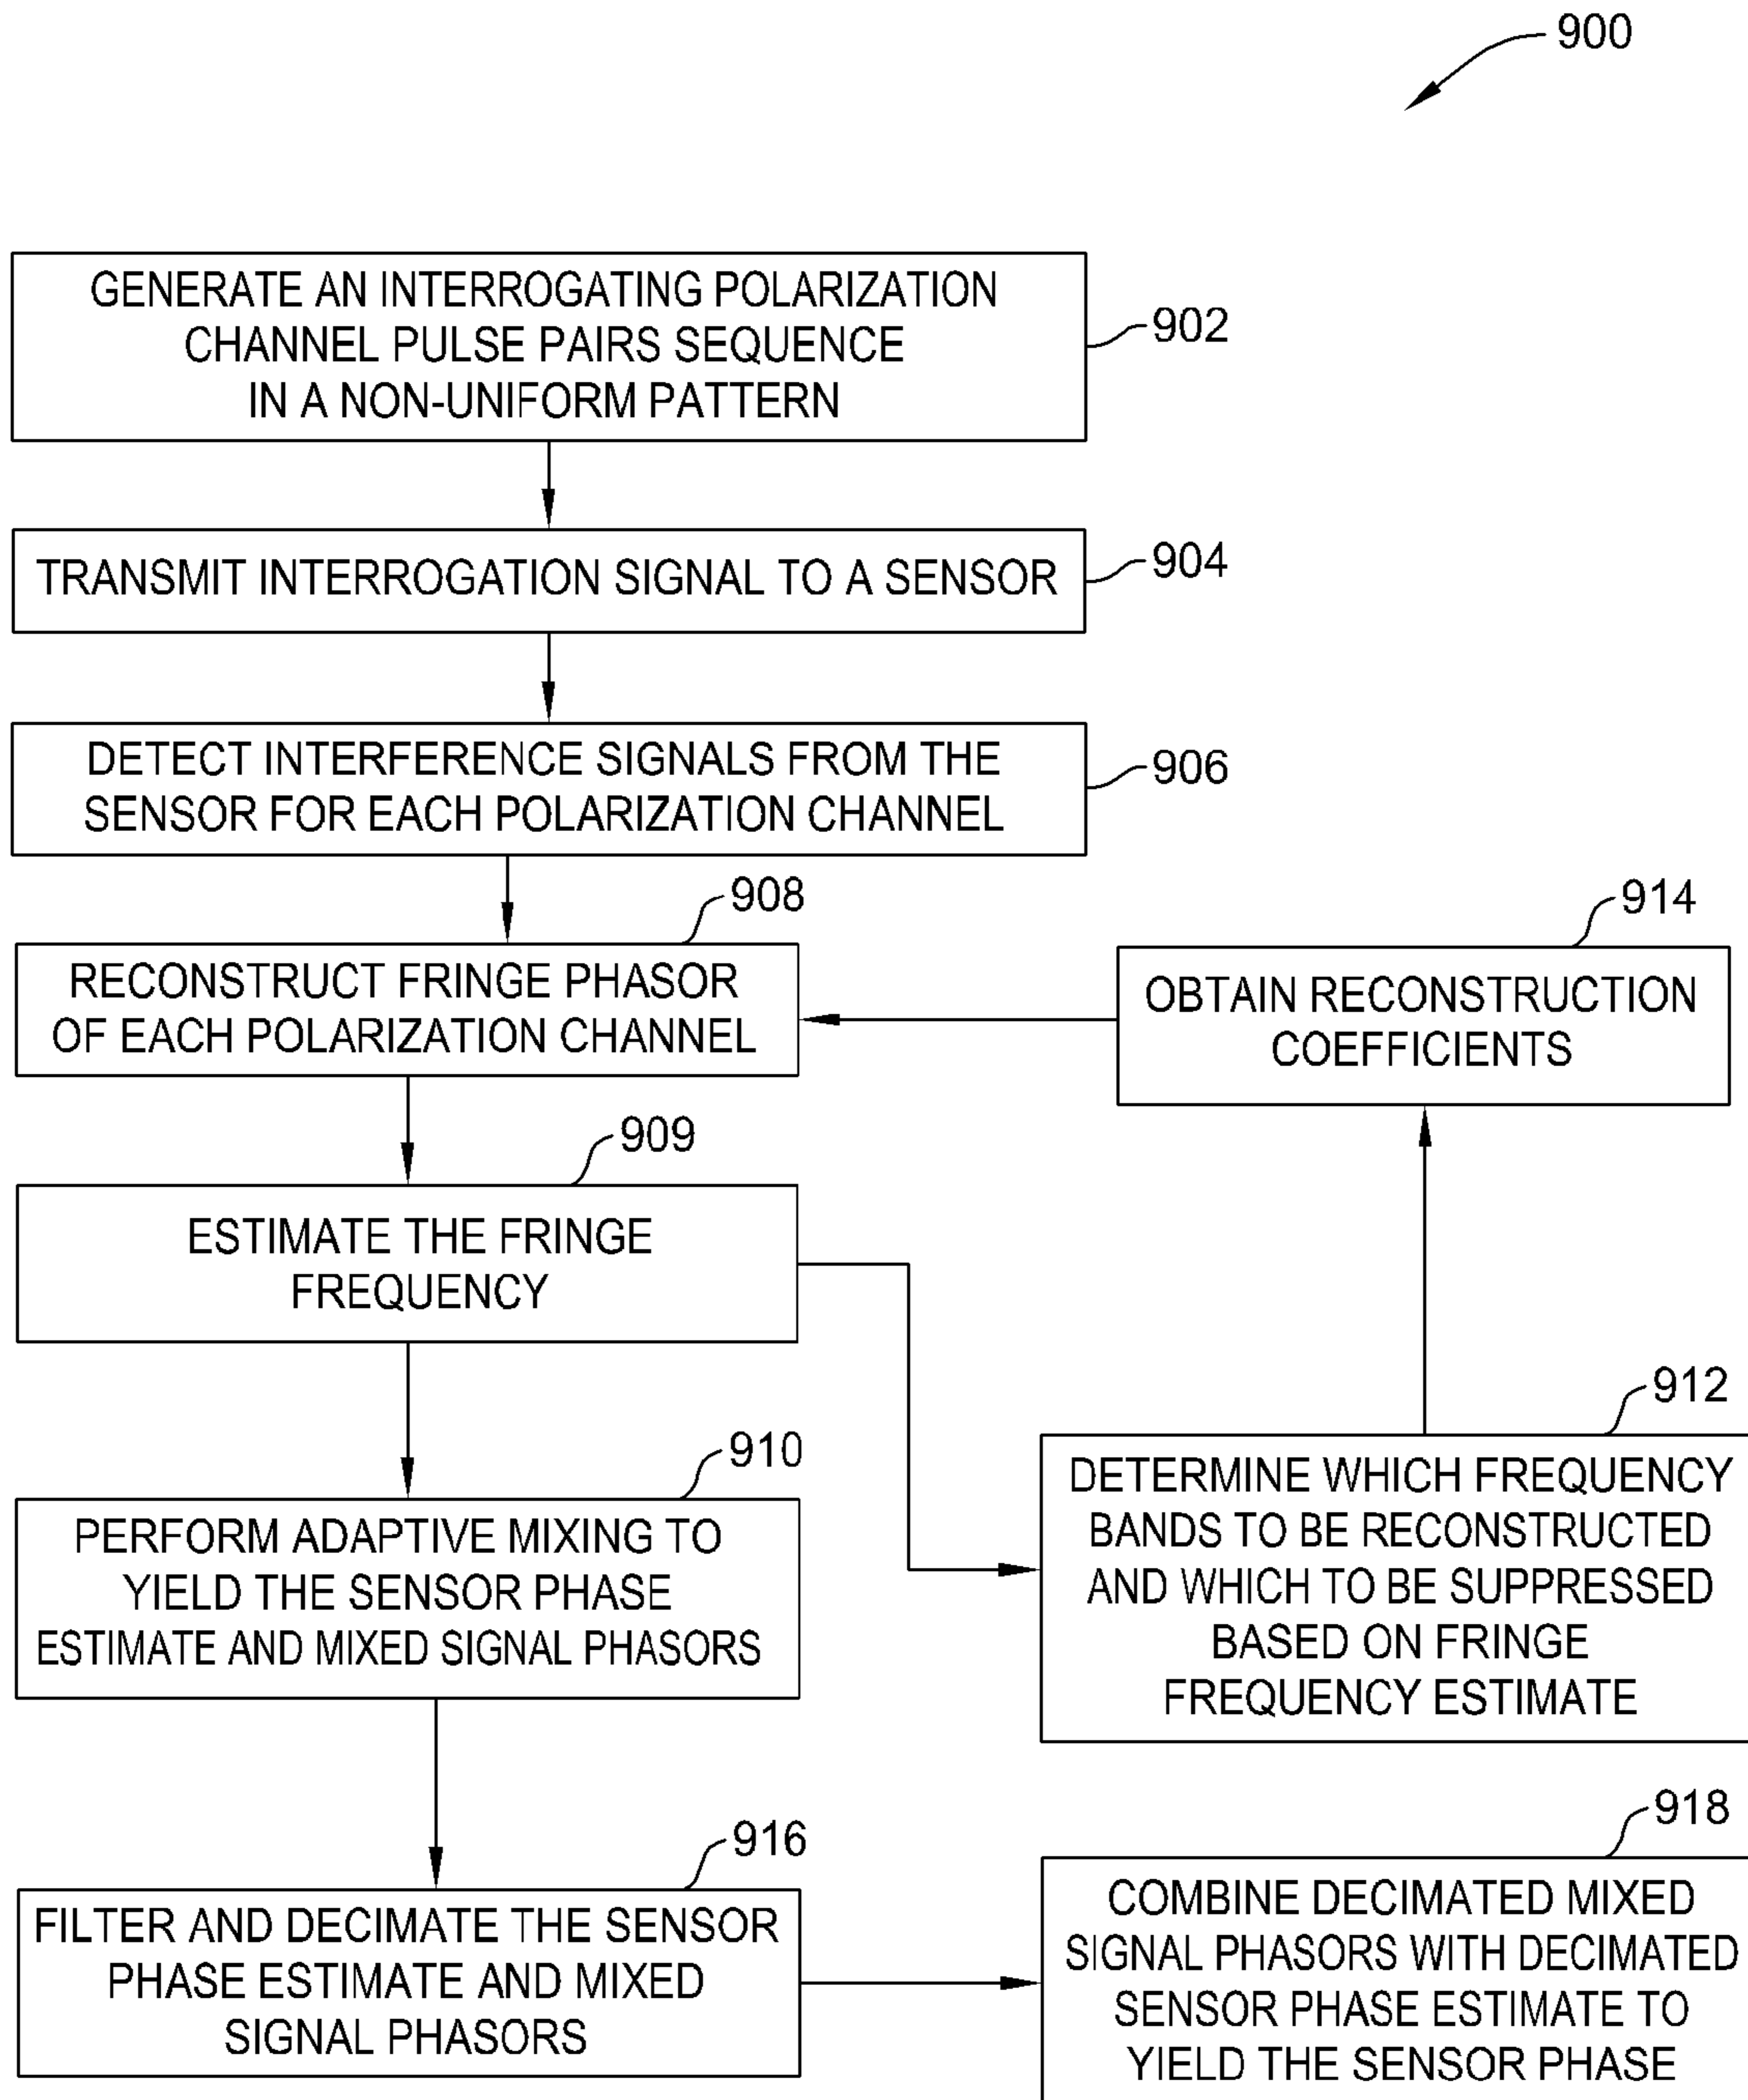 900
GENERATE AN INTERROGATING POLARIZATION
CHANNEL PULSE PAIRS SEQUENCE
IN A NON-UNIFORM PATTERN
902
TRANSMIT INTERROGATION SIGNAL TO A SENSOR
904
DETECT INTERFERENCE SIGNALS FROM THE
SENSOR FOR EACH POLARIZATION CHANNEL
906
908
RECONSTRUCT FRINGE PHASOR
OF EACH POLARIZATION CHANNEL
914
OBTAIN RECONSTRUCTION
COEFFICIENTS
909
ESTIMATE THE FRINGE
FREQUENCY
912
DETERMINE WHICH FREQUENCY
BANDS TO BE RECONSTRUCTED
AND WHICH TO BE SUPPRESSED
BASED ON FRINGE
FREQUENCY ESTIMATE
910
PERFORM ADAPTIVE MIXING TO
YIELD THE SENSOR PHASE
ESTIMATE AND MIXED SIGNAL PHASORS
916
FILTER AND DECIMATE THE SENSOR
PHASE ESTIMATE AND MIXED
SIGNAL PHASORS
918
COMBINE DECIMATED MIXED
SIGNAL PHASORS WITH DECIMATED
SENSOR PHASE ESTIMATE TO
YIELD THE SENSOR PHASE